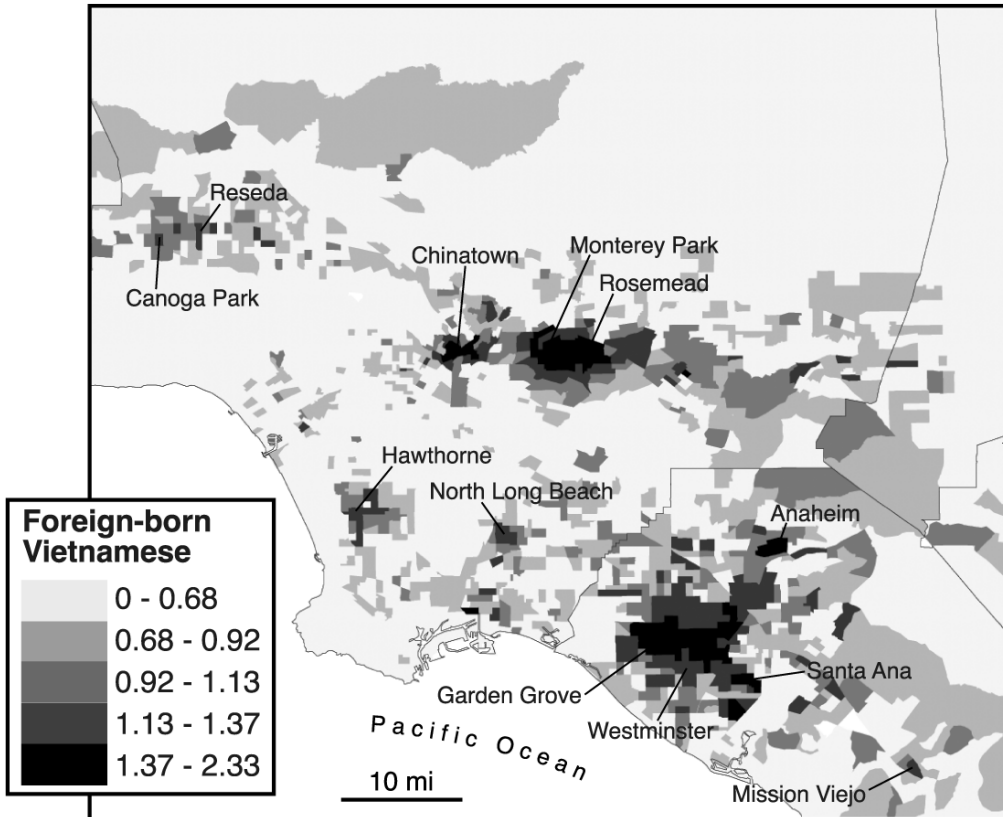 Reseda
Chinatown
Monterey Park
Rosemead
Canoga Park
Hawthorne
North Long Beach
Anaheim
Foreign-born
Vietnamese
0 - 0.68
0.68 - 0.92
0.92 - 1.13
1.13 - 1.37
1.37 - 2.33
Garden Grove
Santa Ana
Westminster
Pacific Ocean
10 mi
Mission Viejo